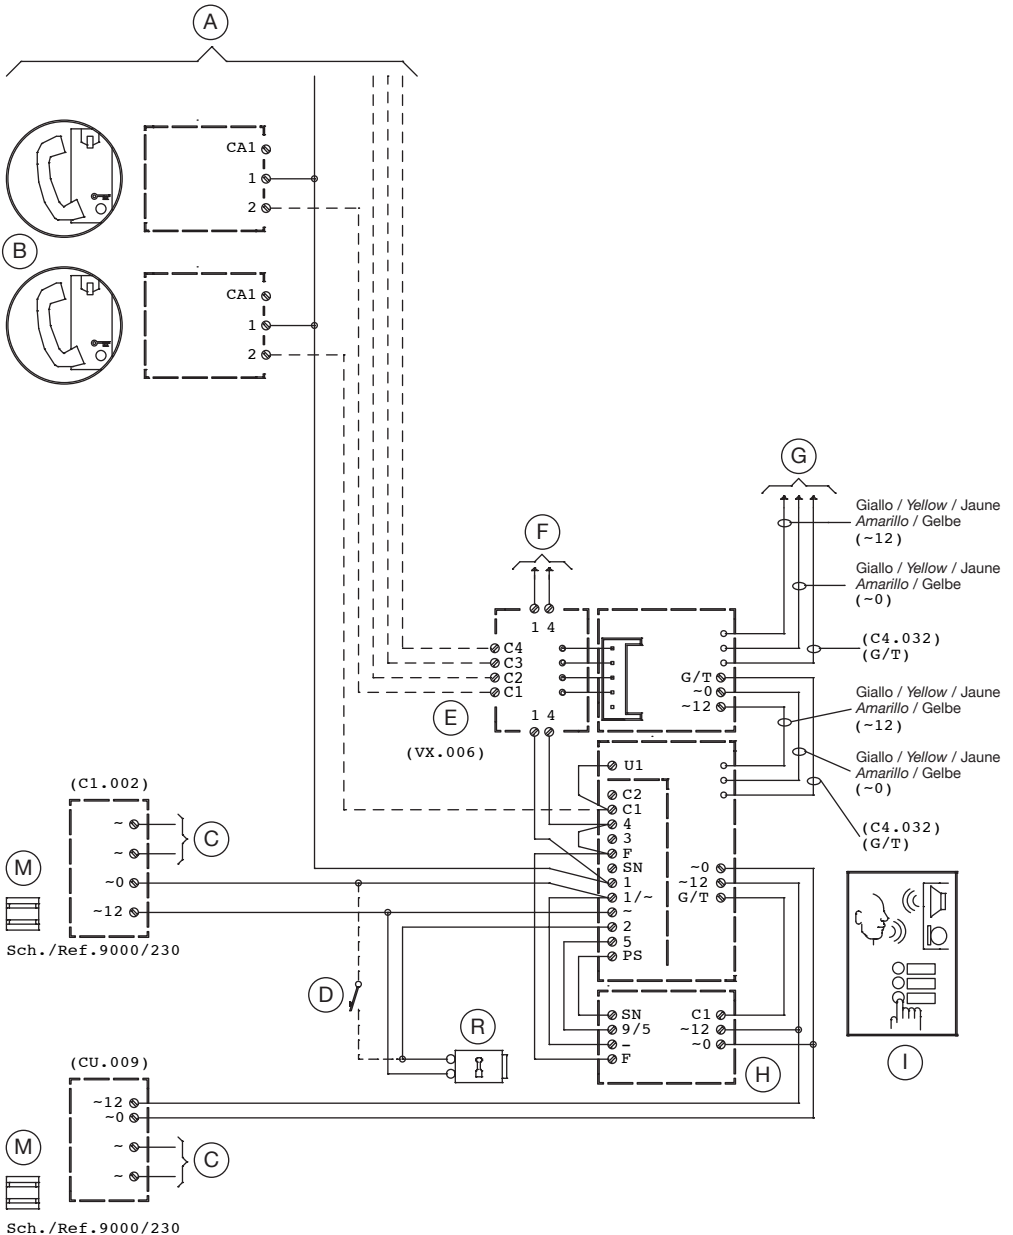 A
CA1
1
2
B
CA1
1
2
G
Giallo / Yellow / Jaune
Amarillo / Gelbe
(~12)
F
Giallo / Yellow / Jaune
Amarillo / Gelbe
(~0)
1 4
C4
C3
C2
C1
(C4.032)
(G/T)
G/T
~0
~12
Giallo / Yellow / Jaune
Amarillo / Gelbe
(~12)
E
1 4
(VX.006)
Giallo / Yellow / Jaune
Amarillo / Gelbe
(~0)
U1
C2
C1
4
3
F
SN
1
1/~
~
2
5
PS
~0
~12
G/T
(C4.032)
(G/T)
(C1.002)
~
~
~0
~12
C
M
Sch./Ref.9000/230
D
R
SN
9/5
–
F
C1
~12
~0
H
I
(CU.009)
~12
~0
~
~
C
M
Sch./Ref.9000/230